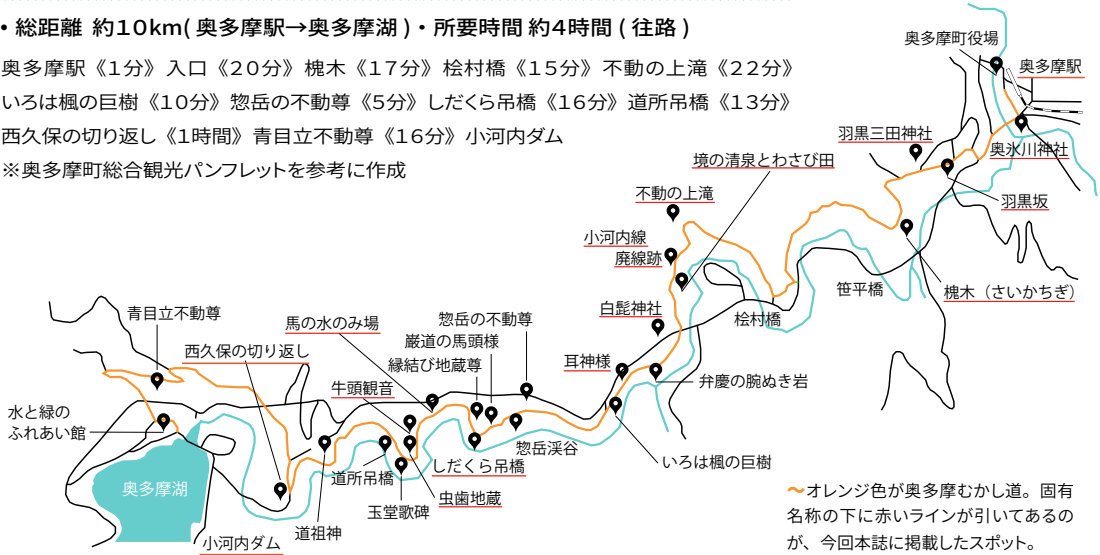 ・総距離 約10km(奥多摩駅→奥多摩湖)・所要時間 約4時間(往路)
奥多摩駅《1分》入口《20分》槐木《17分》桧村橋《15分》不動の上滝《22分》
いろは楓の巨樹《10分》惣岳の不動尊《5分》しだくら吊橋《16分》道所吊橋《13分》
西久保の切り返し《1時間》青目立不動尊《16分》小河内ダム
※奥多摩町総合観光パンフレットを参考に作成
奥多摩町役場
奥多摩駅
羽黒三田神社
奥氷川神社
境の清泉とわさび田
羽黒坂
不動の上滝
小河内線
廃線跡
笹平橋
槐木（さいかちぎ）
白髭神社
桧村橋
青目立不動尊
馬の水のみ場
惣岳の不動尊
厳道の馬頭様
西久保の切り返し
縁結び地蔵尊
耳神様
牛頭観音
弁慶の腕ぬき岩
水と緑の
ふれあい館
惣岳渓谷
いろは楓の巨樹
道所吊橋
しだくら吊橋
奥多摩湖
虫歯地蔵
玉堂歌碑
道祖神
小河内ダム
〜オレンジ色が奥多摩むかし道。固有
名称の下に赤いラインが引いてあるの
が、今回本誌に掲載したスポット。